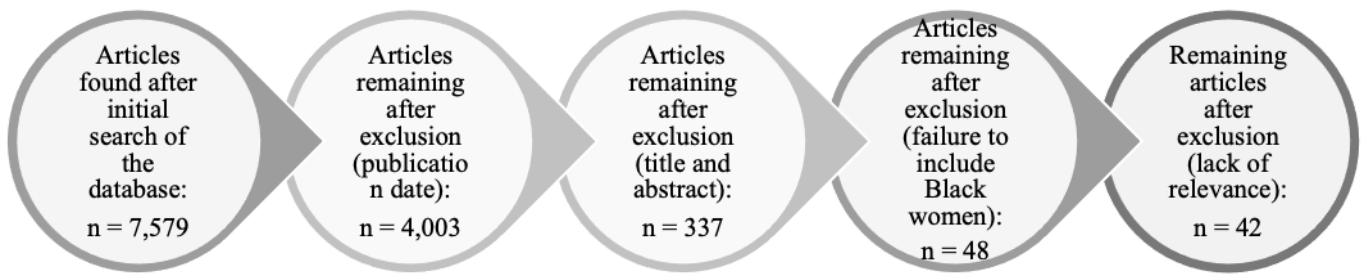 Articles
found after
initial
search of
the
database:
n = 7,579
Articles
remaining
after
exclusion
(publicatio
n date):
n = 4,003
Articles
remaining
after
exclusion
(title and
abstract):
n = 337
Articles
remaining
after
exclusion
(failure to
include
Black
women):
n = 48
Remaining
articles
after
exclusion
(lack of
relevance):
n = 42